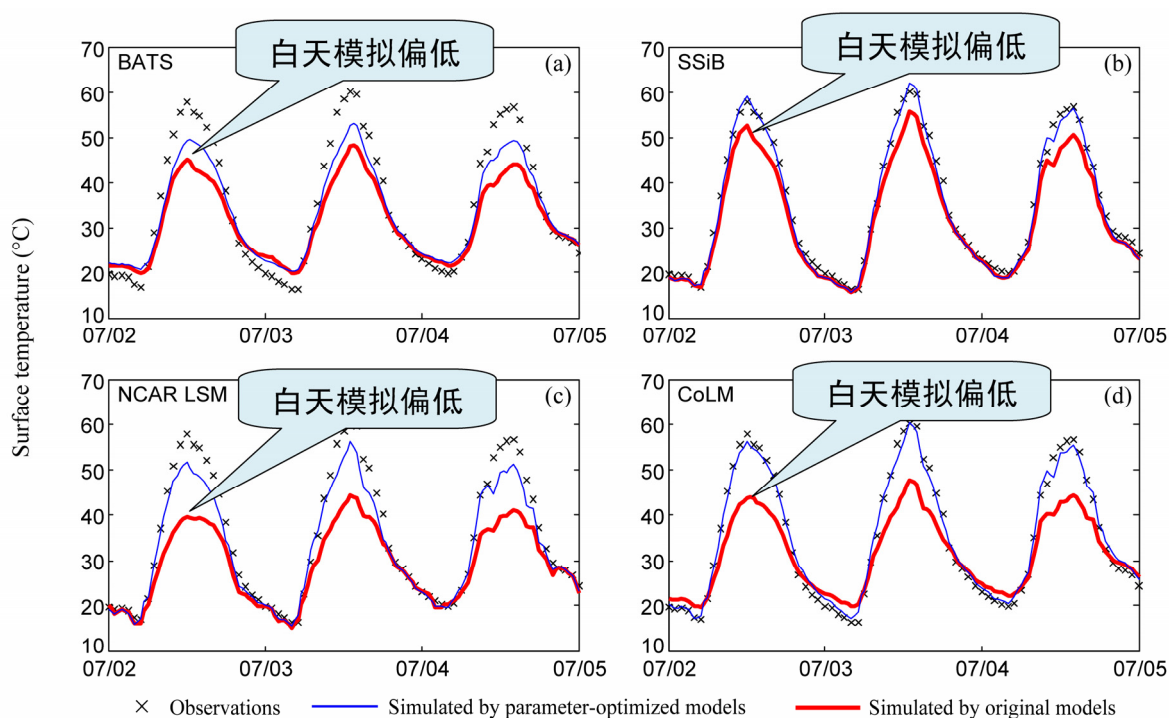 BATS
白天模拟偏低
(a)
70
60
50
40
30
20
10
07/02
07/03
07/04
07/05
SSiB
白天模拟偏低
(b)
70
60
50
40
30
20
10
07/02
07/03
07/04
07/05
Surface temperature (°C)
NCAR LSM
白天模拟偏低
(c)
70
60
50
40
30
20
10
07/02
07/03
07/04
07/05
CoLM
白天模拟偏低
(d)
70
60
50
40
30
20
10
07/02
07/03
07/04
07/05
× Observations
Simulated by parameter-optimized models
Simulated by original models